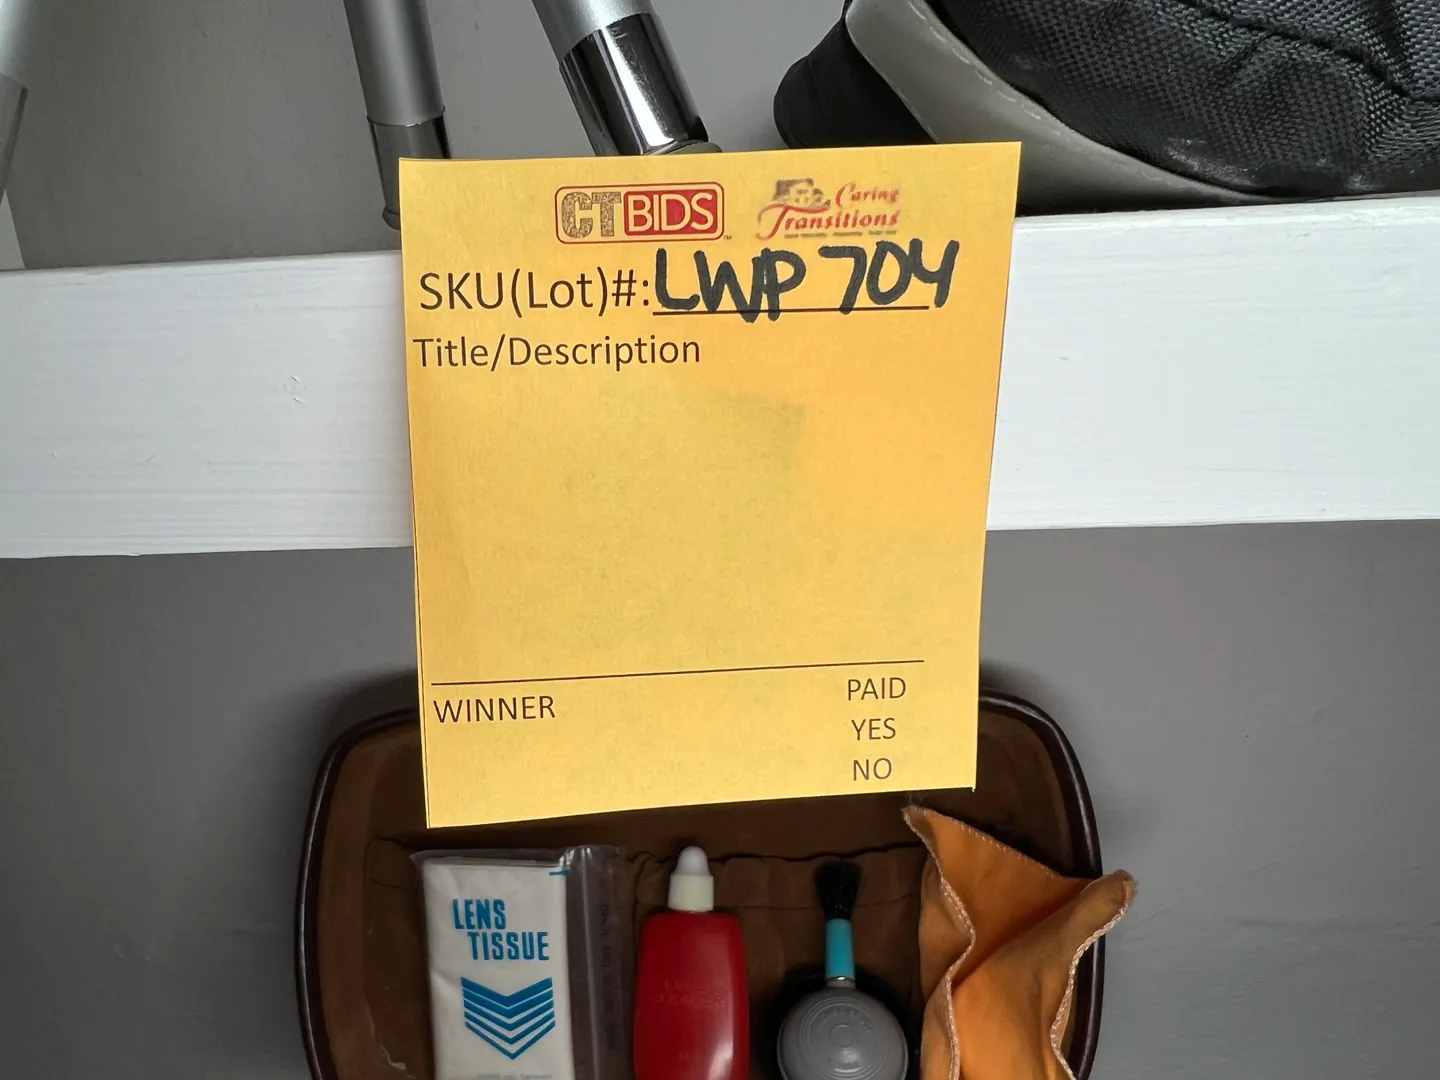 CT BIDS
Caring
Transitions
SKU(Lot)#: LWP 704
Title/Description
WINNER
PAID
YES
NO
LENS
TISSUE